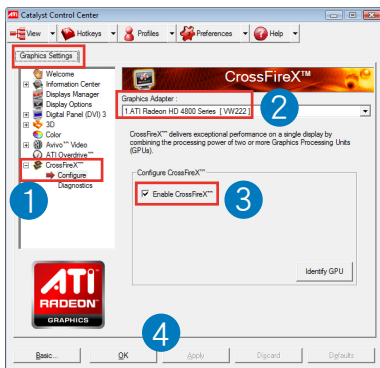 ATI Catalyst Control Center
View
Hotkeys
Profiles
Preferences
Help
Graphics Settings
Welcome
Information Center
Displays Manager
Display Options
Digital Panel (DVI) 3
3D
Color
Avivo™ Video
ATI Overdrive™
CrossFireX™
Configure
Diagnostics
1
CrossFireX™
Graphics Adapter :
1.ATI Radeon HD 4800 Series [ VW222 ]
2
CrossFireX™ delivers exceptional performance on a single display by
combining the processing power of two or more Graphics Processing Units
(GPUs).
Configure CrossFireX™
Enable CrossFireX™
3
Identify GPU
ATI
RADEON
GRAPHICS
4
Basic...
OK
Apply
Discard
Defaults